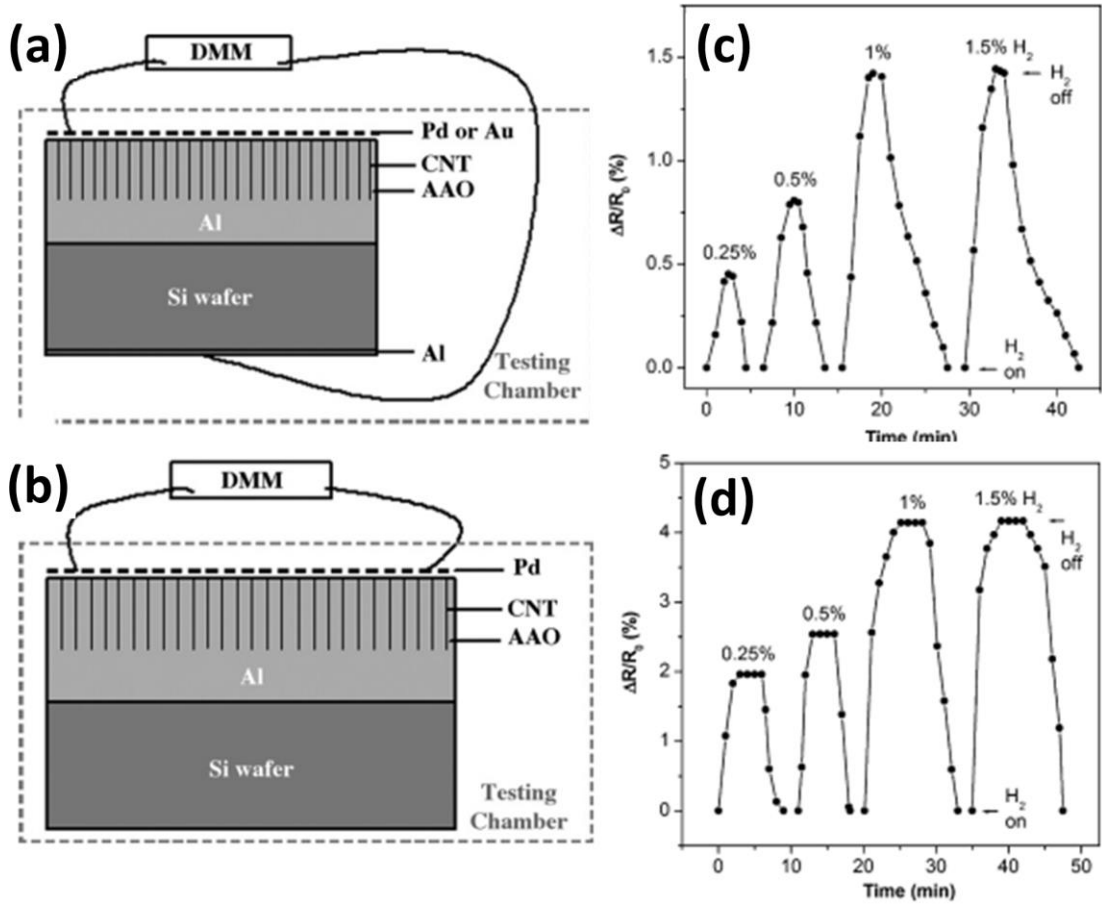 (a)
DMM
Pd or Au
CNT
AAO
Al
Si wafer
Al
Testing
Chamber
(b)
DMM
Pd
CNT
AAO
Al
Si wafer
Testing
Chamber
(c)
ΔR/R0 (%)
1.5
1.0
0.5
0.0
0.25%
0.5%
1%
1.5% H2
H2
off
H2
on
0 10 20 30 40
Time (min)
(d)
ΔR/R0 (%)
5
4
3
2
1
0
0.25%
0.5%
1%
1.5% H2
H2
off
H2
on
0 10 20 30 40 50
Time (min)